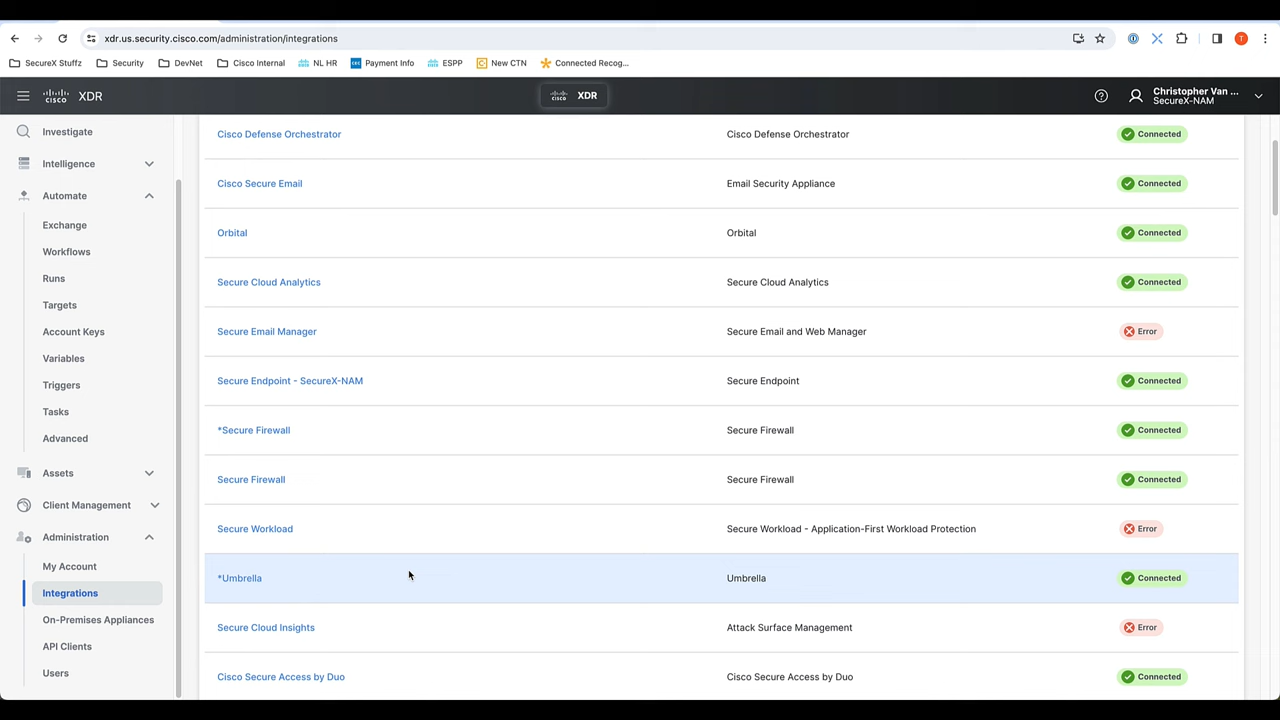 xdr.us.security.cisco.com/administration/integrations
T
SecureX Stuffz
Security
DevNet
Cisco Internal
NL HR
Payment Info
ESPP
New CTN
Connected Recog...
CISCO XDR
CISCO XDR
Christopher Van ...
SecureX-NAM
Investigate
Intelligence
Automate
Exchange
Workflows
Runs
Targets
Account Keys
Variables
Triggers
Tasks
Advanced
Assets
Client Management
Administration
My Account
Integrations
On-Premises Appliances
API Clients
Users
Cisco Defense Orchestrator Cisco Defense Orchestrator Connected
Cisco Secure Email Email Security Appliance Connected
Orbital Orbital Connected
Secure Cloud Analytics Secure Cloud Analytics Connected
Secure Email Manager Secure Email and Web Manager Error
Secure Endpoint - SecureX-NAM Secure Endpoint Connected
*Secure Firewall Secure Firewall Connected
Secure Firewall Secure Firewall Connected
Secure Workload Secure Workload - Application-First Workload Protection Error
*Umbrella Umbrella Connected
Secure Cloud Insights Attack Surface Management Error
Cisco Secure Access by Duo Cisco Secure Access by Duo Connected